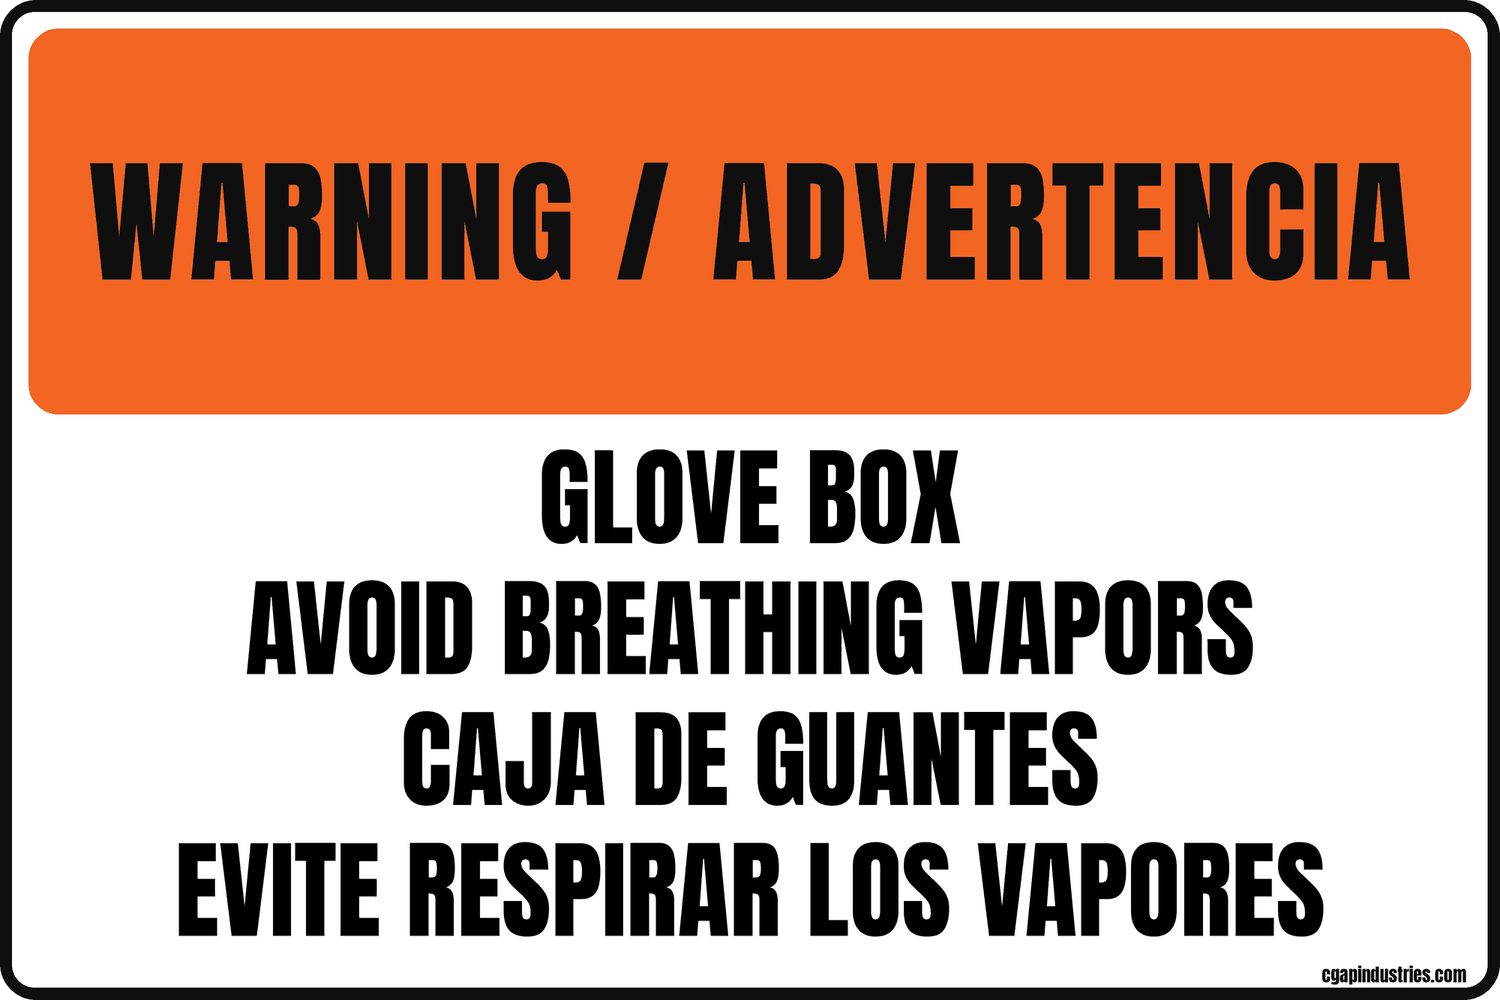 WARNING / ADVERTENCIA
GLOVE BOX
AVOID BREATHING VAPORS
CAJA DE GUANTES
EVITE RESPIRAR LOS VAPORES
cgapindustries.com